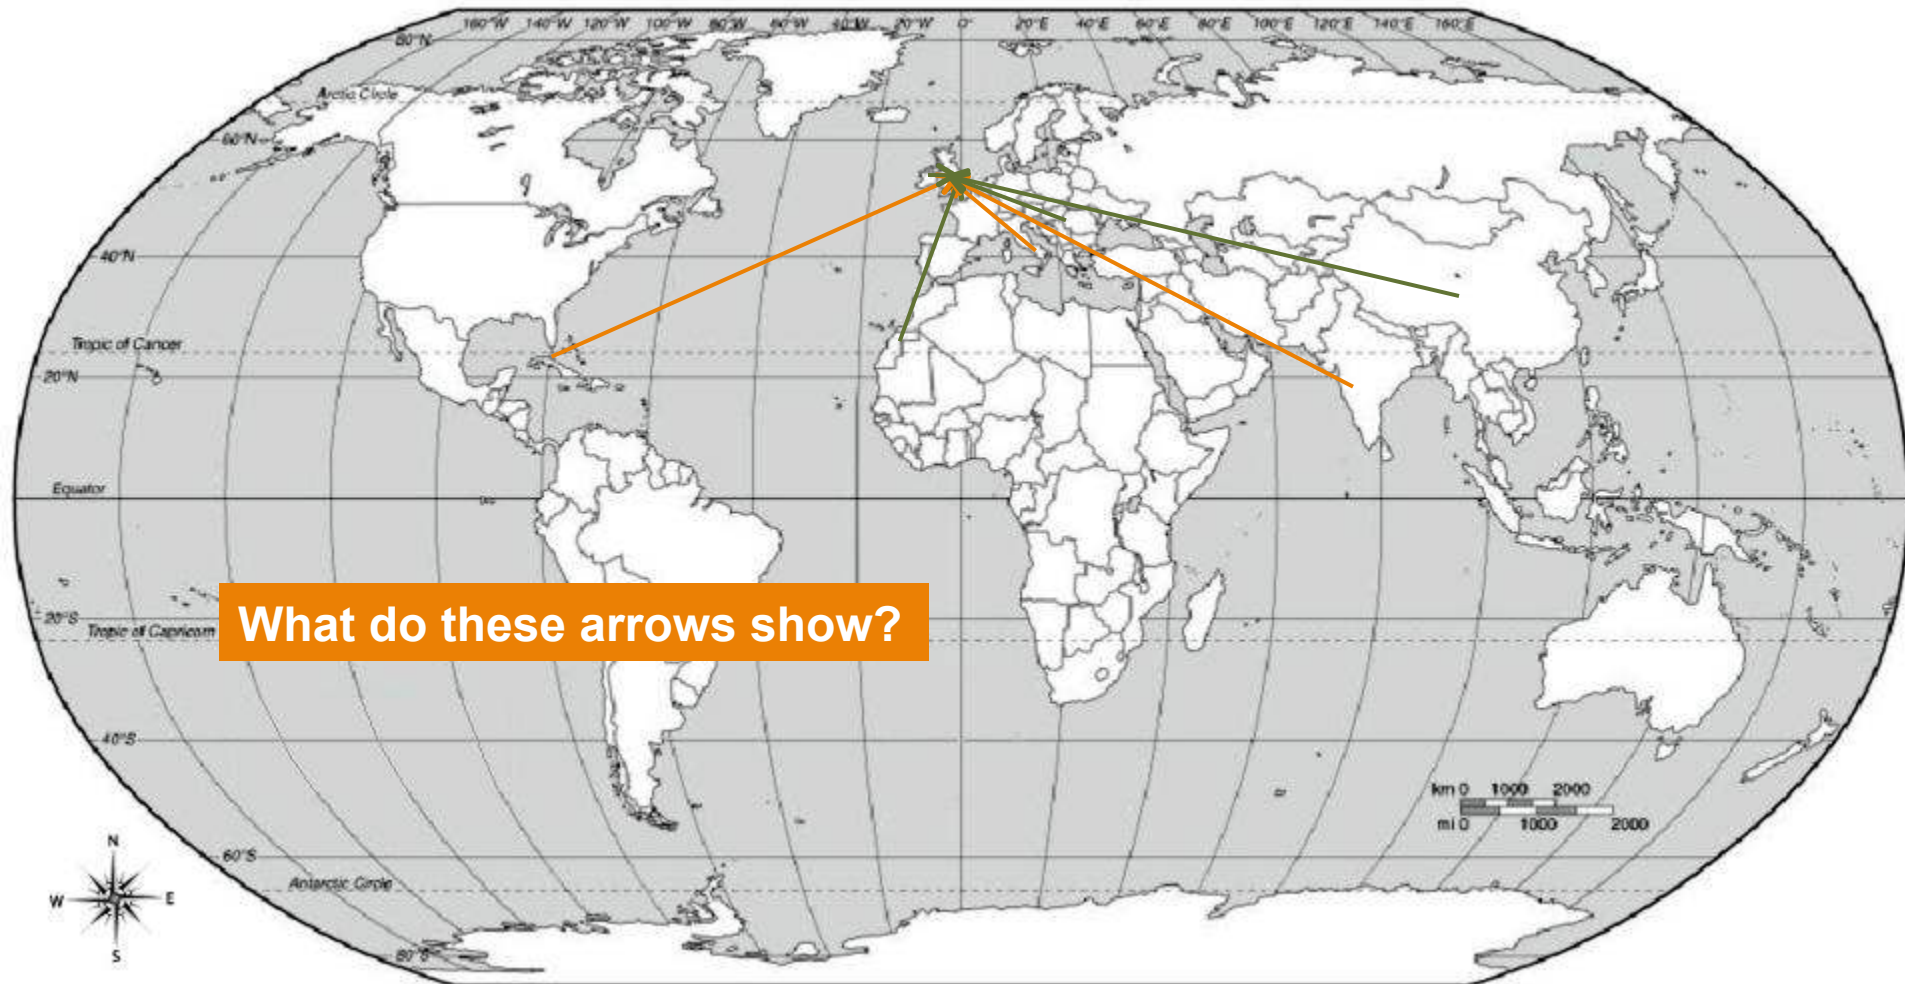 160°W 140°W 120°W 100°W 80°W 60°W 40°W 20°W 0° 20°E 40°E 60°E 80°E 100°E 120°E 140°E 160°E
80°N
Arctic Circle
60°N
40°N
Tropic of Cancer
20°N
Equator
20°S
Tropic of Capricorn
What do these arrows show?
40°S
km 0 1000 2000
mi 0 1000 2000
60°S
Antarctic Circle
80°S
N
W E
S